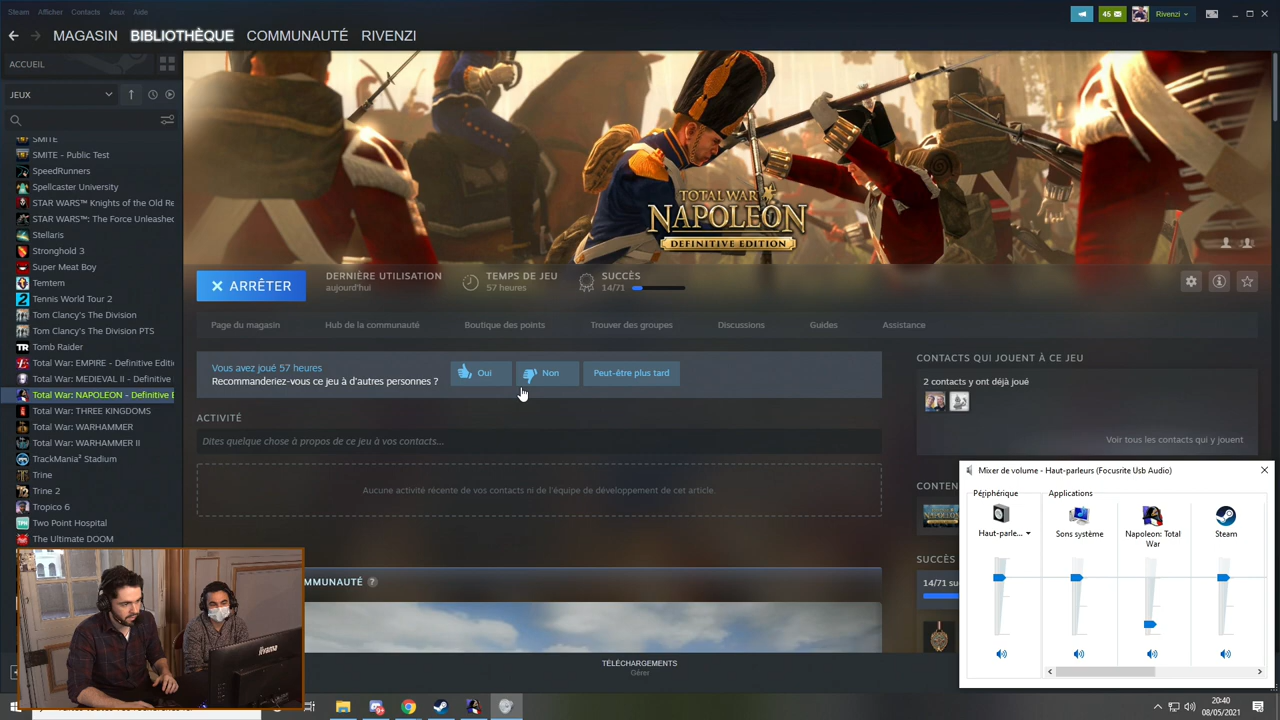 Steam Afficher Contacts Jeux Aide
45
Rivenzi
MAGASIN BIBLIOTHÈQUE COMMUNAUTÉ RIVENZI
ACCUEIL
JEUX
SMITE
SMITE - Public Test
SpeedRunners
Spellcaster University
STAR WARS™ Knights of the Old Re
STAR WARS™: The Force Unleashed
Stellaris
Stronghold 3
Super Meat Boy
Temtem
Tennis World Tour 2
Tom Clancy's The Division
Tom Clancy's The Division PTS
Tomb Raider
Total War: EMPIRE - Definitive Editi
Total War: MEDIEVAL II - Definitive
Total War: NAPOLEON - Definitive E
Total War: THREE KINGDOMS
Total War: WARHAMMER
Total War: WARHAMMER II
TrackMania² Stadium
Trine
Trine 2
Tropico 6
Two Point Hospital
The Ultimate DOOM
TOTAL WAR
NAPOLEON
DEFINITIVE EDITION
ARRÊTER
DERNIÈRE UTILISATION
aujourd'hui
TEMPS DE JEU
57 heures
SUCCÈS
14/71
Page du magasin Hub de la communauté Boutique des points Trouver des groupes Discussions Guides Assistance
Vous avez joué 57 heures
Recommanderiez-vous ce jeu à d'autres personnes ?
Oui Non Peut-être plus tard
ACTIVITÉ
Dites quelque chose à propos de ce jeu à vos contacts...
Aucune activité récente de vos contacts ni de l'équipe de développement de cet article.
MMUNAUTÉ ?
CONTACTS QUI JOUENT À CE JEU
2 contacts y ont déjà joué
Voir tous les contacts qui y jouent
CONTEN
SUCCÈS
14/71 su
Mixer de volume - Haut-parleurs (Focusrite Usb Audio)
Périphérique
Applications
Haut-parle...
Sons système
Napoleon: Total
War
Steam
TÉLÉCHARGEMENTS
Gérer
iiyama
20:40
08/05/2021